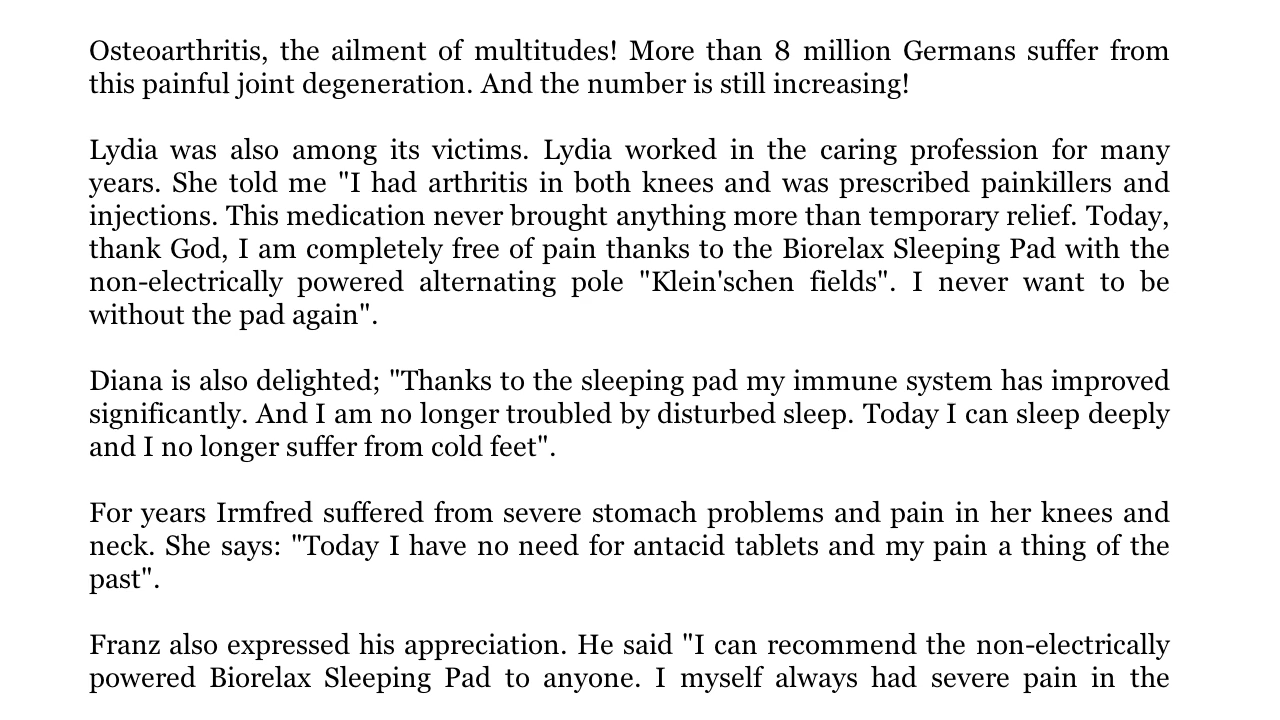 Osteoarthritis, the ailment of multitudes! More than 8 million Germans suffer from
this painful joint degeneration. And the number is still increasing!
Lydia was also among its victims. Lydia worked in the caring profession for many
years. She told me "I had arthritis in both knees and was prescribed painkillers and
injections. This medication never brought anything more than temporary relief. Today,
thank God, I am completely free of pain thanks to the Biorelax Sleeping Pad with the
non-electrically powered alternating pole "Klein'schen fields". I never want to be
without the pad again".
Diana is also delighted; "Thanks to the sleeping pad my immune system has improved
significantly. And I am no longer troubled by disturbed sleep. Today I can sleep deeply
and I no longer suffer from cold feet".
For years Irmfred suffered from severe stomach problems and pain in her knees and
neck. She says: "Today I have no need for antacid tablets and my pain a thing of the
past".
Franz also expressed his appreciation. He said "I can recommend the non-electrically
powered Biorelax Sleeping Pad to anyone. I myself always had severe pain in the